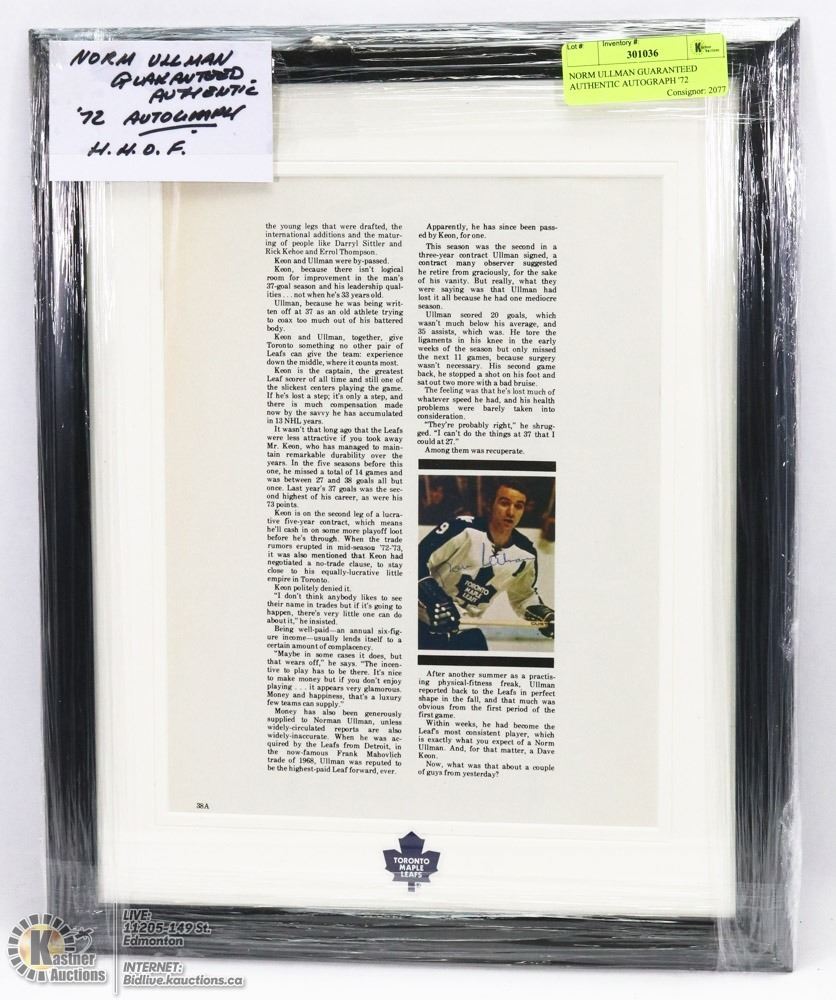 NORM ULLMAN
GUARANTEED
AUTHENTIC
'72 AUTOGRAPH
H.H.O.F.
Lot #:
Inventory #:
301036
Kastner
Auctions
NORM ULLMAN GUARANTEED
AUTHENTIC AUTOGRAPH '72
Consignor: 2077
the young legs that were drafted, the
international additions and the matur-
ing of people like Darryl Sittler and
Rick Kehoe and Errol Thompson.
Keon and Ullman were by-passed.
Keon, because there isn't logical
room for improvement in the man's
37-goal season and his leadership qual-
ities . . . not when he's 33 years old.
Ullman, because he was being writ-
ten off at 37 as an old athlete trying
to coax too much out of his battered
body.
Keon and Ullman, together, give
Toronto something no other pair of
Leafs can give the team: experience
down the middle, where it counts most.
Keon is the captain, the greatest
Leaf scorer of all time and still one of
the slickest centers playing the game.
If he's lost a step; it's only a step, and
there is much compensation made
now by the savvy he has accumulated
in 13 NHL years.
It wasn't that long ago that the Leafs
were less attractive if you took away
Mr. Keon, who has managed to main-
tain remarkable durability over the
years. In the five seasons before this
one, he missed a total of 14 games and
was between 27 and 38 goals all but
once. Last year's 37 goals was the sec-
ond highest of his career, as were his
73 points.
Keon is on the second leg of a lucra-
tive five-year contract, which means
he'll cash in on some more playoff loot
before he's through. When the trade
rumors erupted in mid-season '72-'73,
it was also mentioned that Keon had
negotiated a no-trade clause, to stay
close to his equally-lucrative little
empire in Toronto.
Keon politely denied it.
"I don't think anybody likes to see
their name in trades but if it's going to
happen, there's very little one can do
about it," he insisted.
Being well-paid—an annual six-fig-
ure income—usually lends itself to a
certain amount of complacency.
"Maybe in some cases it does, but
that wears off," he says. "The incen-
tive to play has to be there. It's nice
to make money but if you don't enjoy
playing . . . it appears very glamorous.
Money and happiness, that's a luxury
few teams can supply."
Money has also been generously
supplied to Norman Ullman, unless
widely-circulated reports are also
widely-inaccurate. When he was ac-
quired by the Leafs from Detroit, in
the now-famous Frank Mahovlich
trade of 1968, Ullman was reputed to
be the highest-paid Leaf forward, ever.
Apparently, he has since been pass-
ed by Keon, for one.
This season was the second in a
three-year contract Ullman signed, a
contract many observer suggested
he retire from graciously, for the sake
of his vanity. But really, what they
were saying was that Ullman had
lost it all because he had one mediocre
season.
Ullman scored 20 goals, which
wasn't much below his average, and
35 assists, which was. He tore the
ligaments in his knee in the early
weeks of the season but only missed
the next 11 games, because surgery
wasn't necessary. His second game
back, he stopped a shot on his foot and
sat out two more with a bad bruise.
The feeling was that he's lost much of
whatever speed he had, and his health
problems were barely taken into
consideration.
"They're probably right," he shrug-
ged. "I can't do the things at 37 that I
could at 27."
Among them was recuperate.
9
TORONTO
MAPLE
LEAFS
After another summer as a practis-
ing physical-fitness freak, Ullman
reported back to the Leafs in perfect
shape in the fall, and that much was
obvious from the first period of the
first game.
Within weeks, he had become the
Leafs most consistent player, which
is exactly what you expect of a Norm
Ullman. And, for that matter, a Dave
Keon.
Now, what was that about a couple
of guys from yesterday?
38A
TORONTO
MAPLE
LEAFS
Kastner
Auctions
LIVE:
11205-149 St.
Edmonton
INTERNET:
Bidlive.kauctions.ca